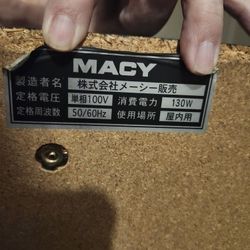 MACY
製造者名 株式会社メーシー販売
定格電圧 単相100V 消費電力 130W
定格周波数 50/60Hz 使用場所 屋内用